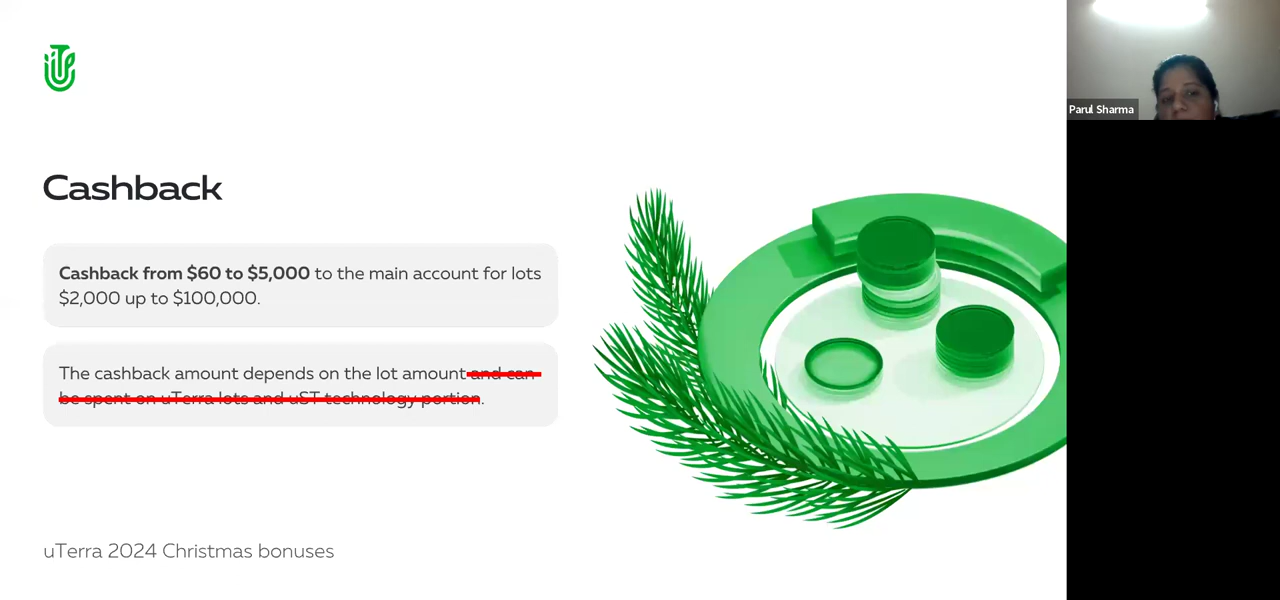 Parul Sharma
Cashback
Cashback from $60 to $5,000 to the main account for lots
$2,000 up to $100,000.
The cashback amount depends on the lot amount and can
be spent on uTerra lots and uST technology portion.
uTerra 2024 Christmas bonuses